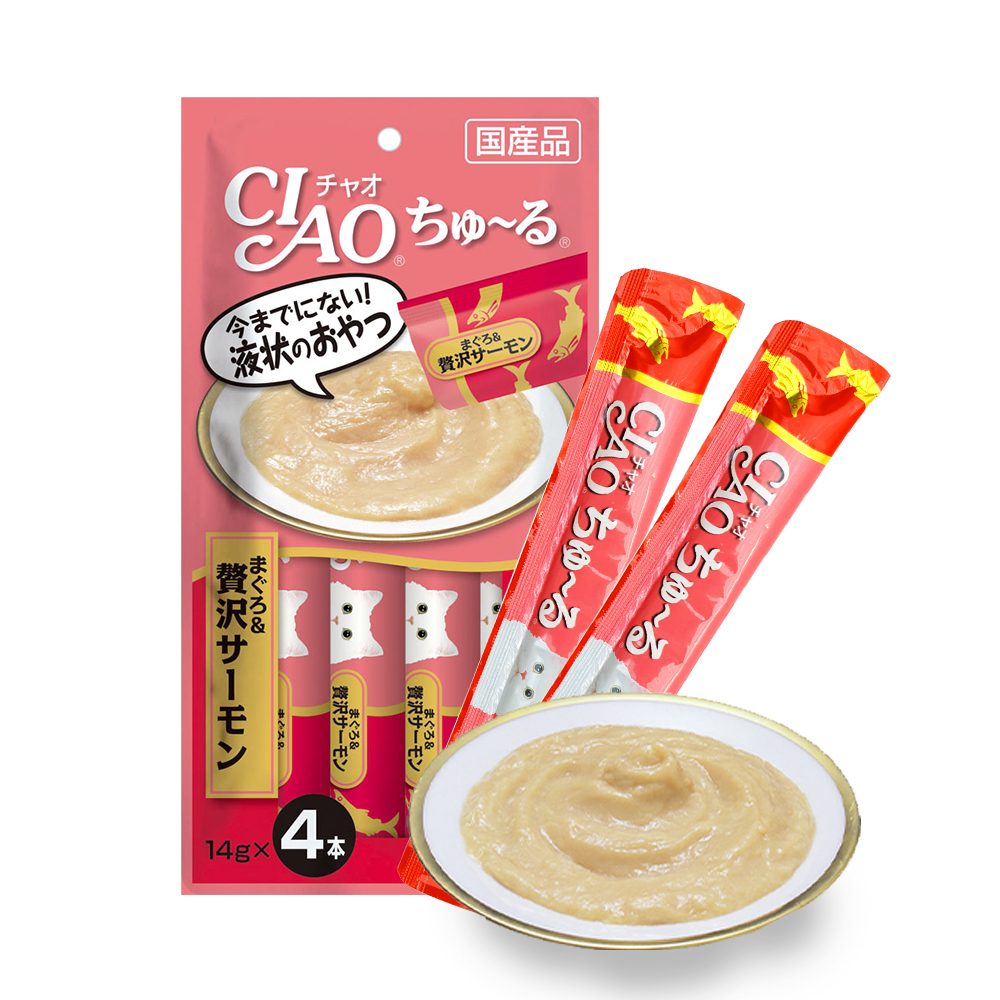 国産品
CIAO
チャオ
ちゅ~る
®
®
今までにない!
液状のおやつ
まぐろ&
贅沢サーモン
まぐろ&
贅沢サーモン
まぐろ&
贅沢サーモン
まぐろ&
贅沢サーモン
14g×4本
CIAO
チャオ
ちゅ~る
CIAO
チャオ
ちゅ~る